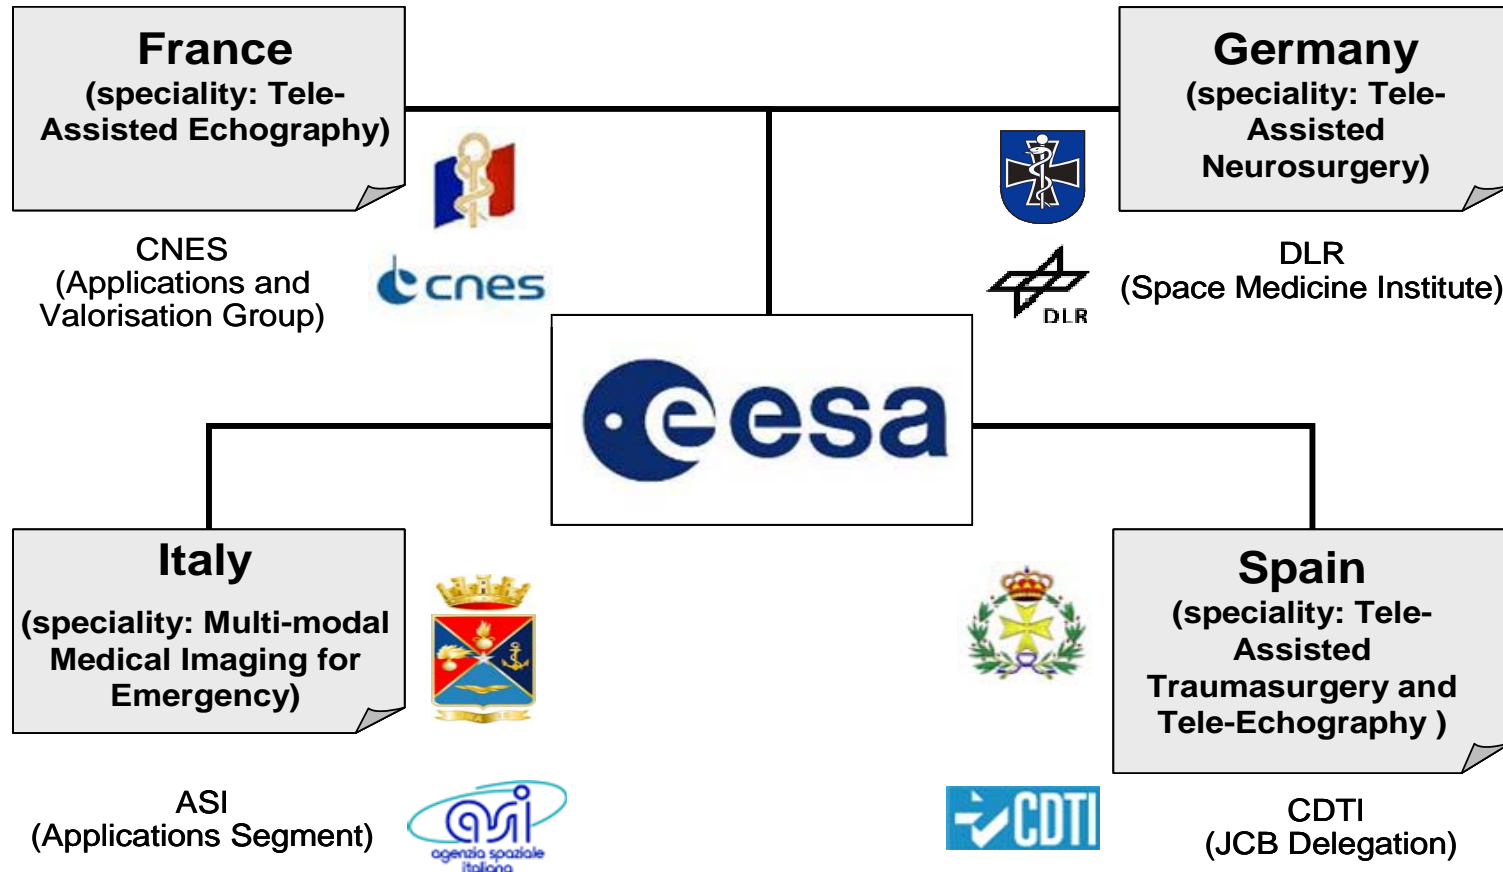 France
(speciality: Tele-
Assisted Echography)
CNES
(Applications and
Valorisation Group)
cnes
Germany
(speciality: Tele-
Assisted
Neurosurgery)
DLR
(Space Medicine Institute)
DLR
eesa
Italy
(speciality: Multi-modal
Medical Imaging for
Emergency)
ASI
(Applications Segment)
asi
agenzia spaziale
italiana
Spain
(speciality: Tele-
Assisted
Traumasurgery and
Tele-Echography )
CDTI
CDTI
(JCB Delegation)